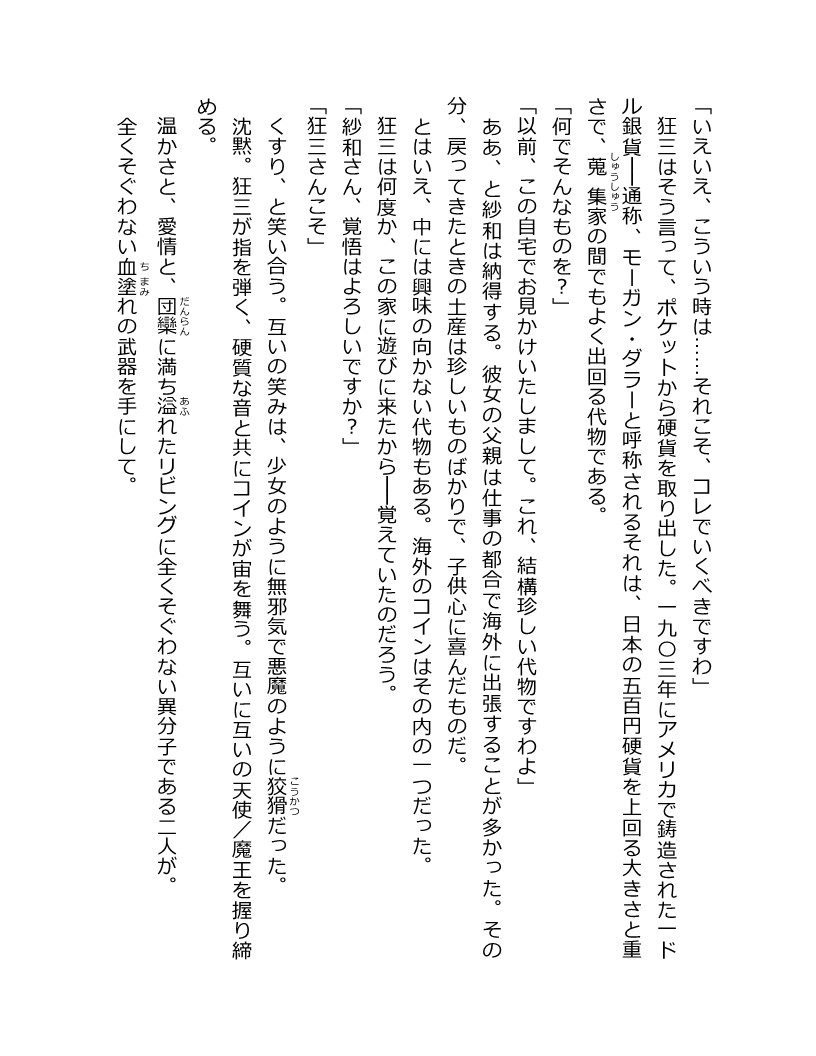 「いえいえ、こういう時は……それこそ、コレでいくべきですわ」
　狂三はそう言って、ポケットから硬貨を取り出した。一九〇三年にアメリカで鋳造された一ド
ル銀貨──通称、モーガン・ダラーと呼称されるそれは、日本の五百円硬貨を上回る大きさと重
さで、蒐集家の間でもよく出回る代物である。
「何でそんなものを？」
「以前、この自宅でお見かけいたしまして。これ、結構珍しい代物ですわよ」
　ああ、と紗和は納得する。彼女の父親は仕事の都合で海外に出張することが多かった。その
分、戻ってきたときの土産は珍しいものばかりで、子供心に喜んだものだ。
　とはいえ、中には興味の向かない代物もある。海外のコインはその内の一つだった。
　狂三は何度か、この家に遊びに来たから──覚えていたのだろう。
「紗和さん、覚悟はよろしいですか？」
「狂三さんこそ」
　くすり、と笑い合う。互いの笑みは、少女のように無邪気で悪魔のように狡猾だった。
　沈黙。狂三が指を弾く、硬質な音と共にコインが宙を舞う。互いに互いの天使／魔王を握り締
める。
　温かさと、愛情と、団欒に満ち溢れたリビングに全くそぐわない異分子である二人が。
　全くそぐわない血塗れの武器を手にして。